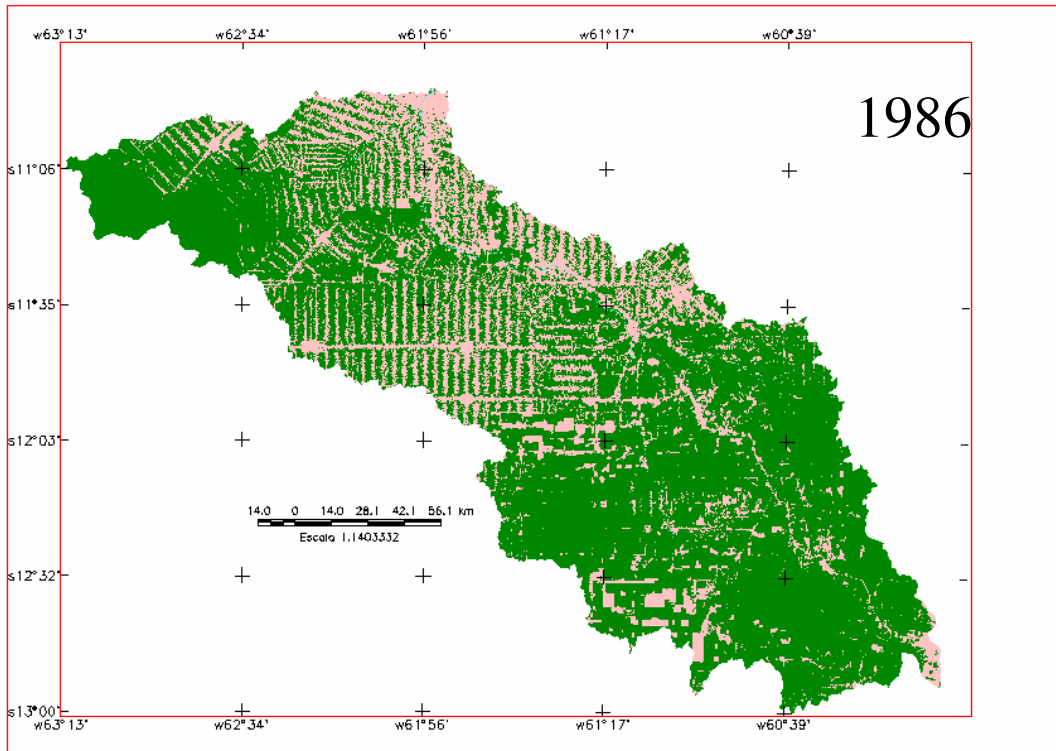 w63°13' w62°34' w61°56' w61°17' w60°39'
1986
s11°06'
s11°35'
s12°03'
14.0 0 14.0 28.1 42.1 56.1 km
Escala 1.1403332
s12°32'
s13°00'
w63°13' w62°34' w61°56' w61°17' w60°39'